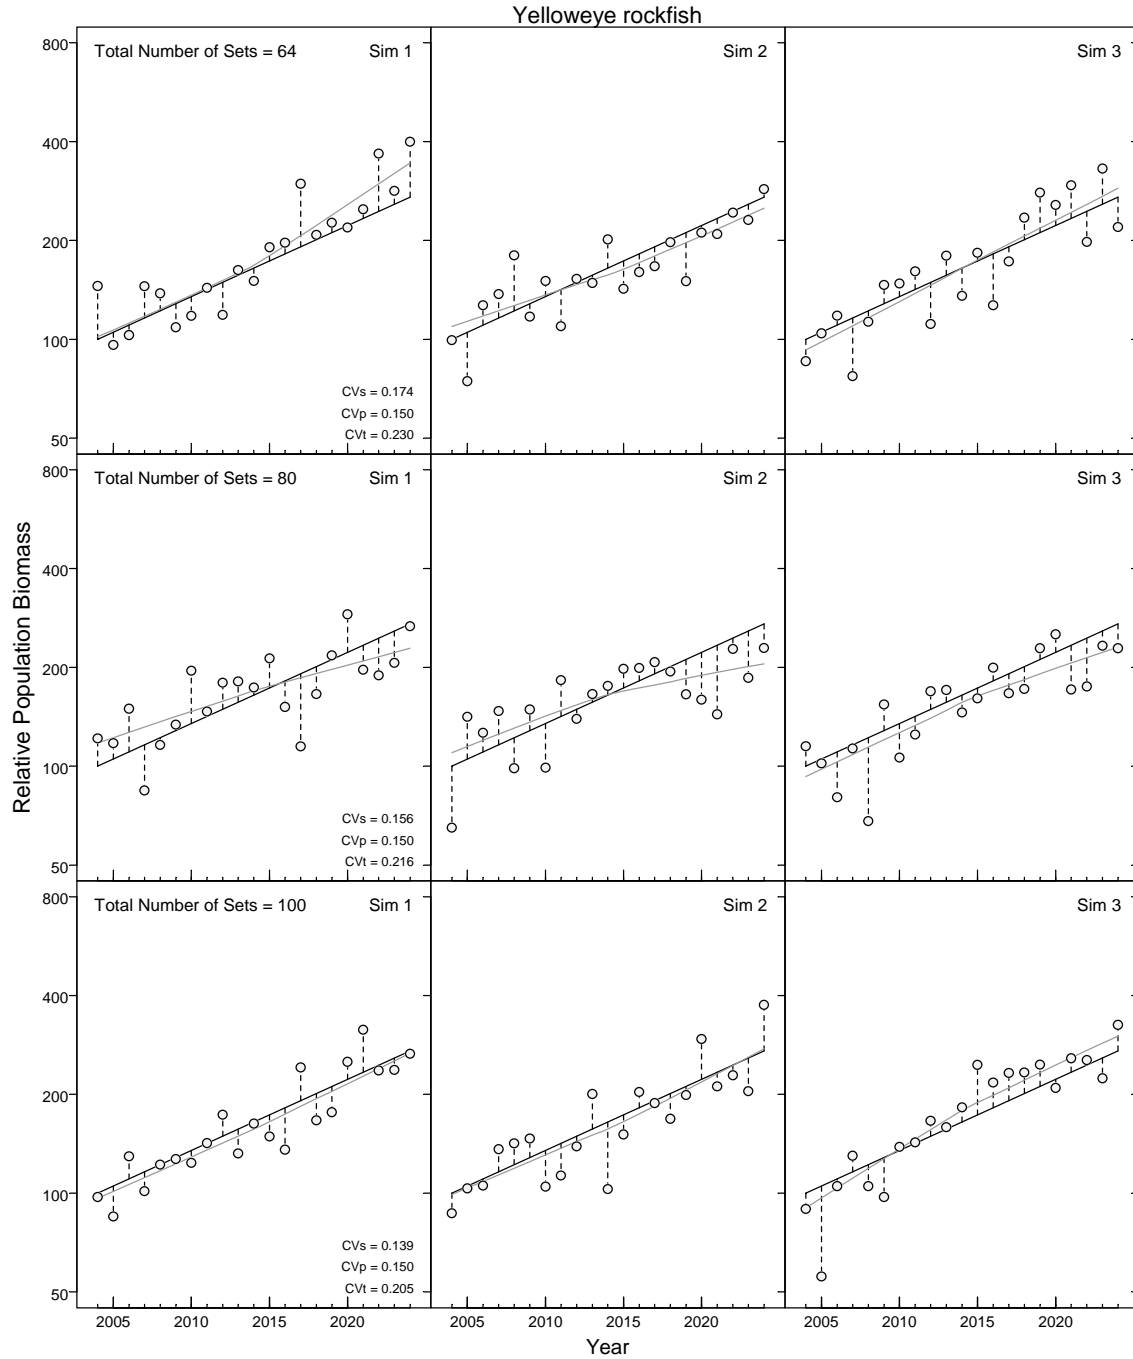 Yelloweye rockfish
Total Number of Sets = 64 Sim 1 Sim 2 Sim 3
800
400
200
100
50
CVs = 0.174
CVp = 0.150
CVt = 0.230
Total Number of Sets = 80 Sim 1 Sim 2 Sim 3
800
400
200
100
50
CVs = 0.156
CVp = 0.150
CVt = 0.216
Relative Population Biomass
Total Number of Sets = 100 Sim 1 Sim 2 Sim 3
800
400
200
100
50
CVs = 0.139
CVp = 0.150
CVt = 0.205
2005 2010 2015 2020 2005 2010 2015 2020 2005 2010 2015 2020
Year